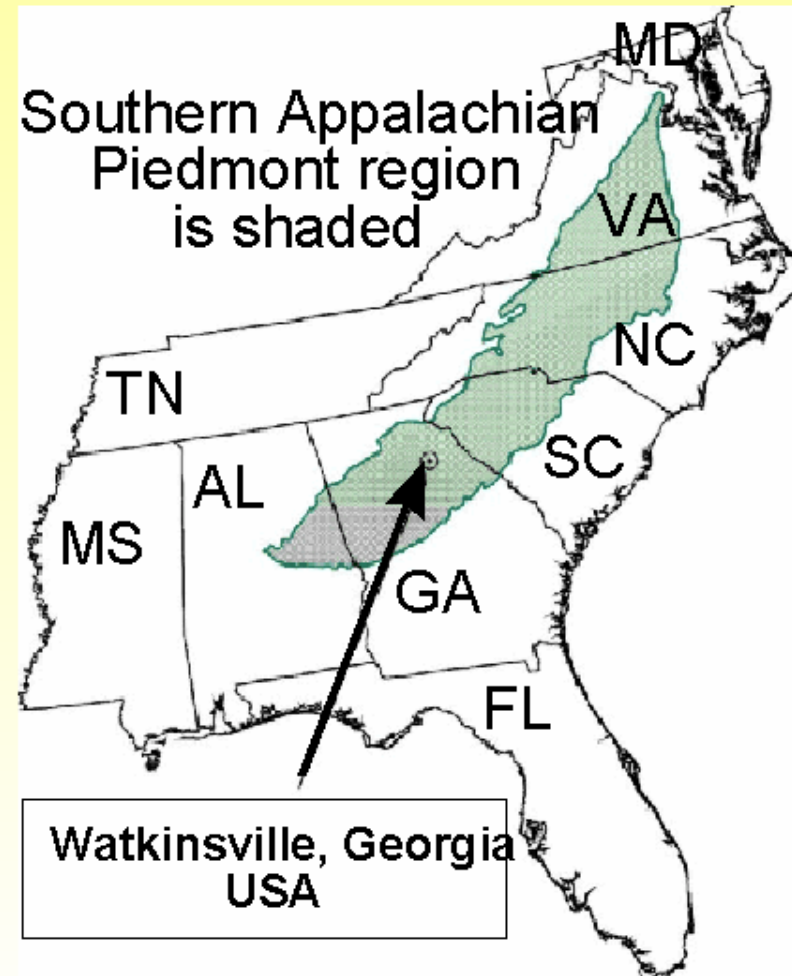 MD
Southern Appalachian
Piedmont region
is shaded
VA
NC
TN
SC
AL
MS
GA
FL
Watkinsville, Georgia
USA